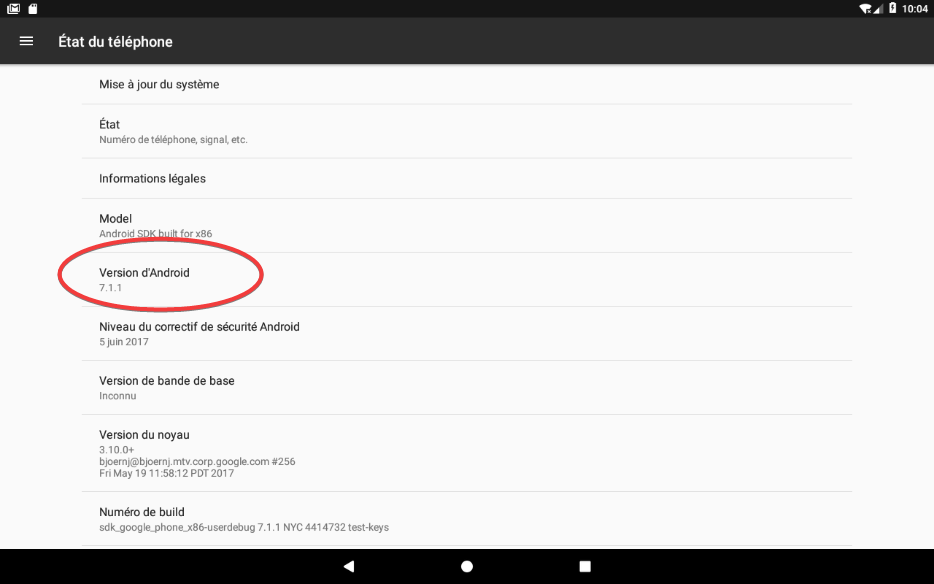 10:04
État du téléphone
Mise à jour du système
État
Numéro de téléphone, signal, etc.
Informations légales
Model
Android SDK built for x86
Version d'Android
7.1.1
Niveau du correctif de sécurité Android
5 juin 2017
Version de bande de base
Inconnu
Version du noyau
3.10.0+
bjoernj@bjoernj.mtv.corp.google.com #256
Fri May 19 11:58:12 PDT 2017
Numéro de build
sdk_google_phone_x86-userdebug 7.1.1 NYC 4414732 test-keys